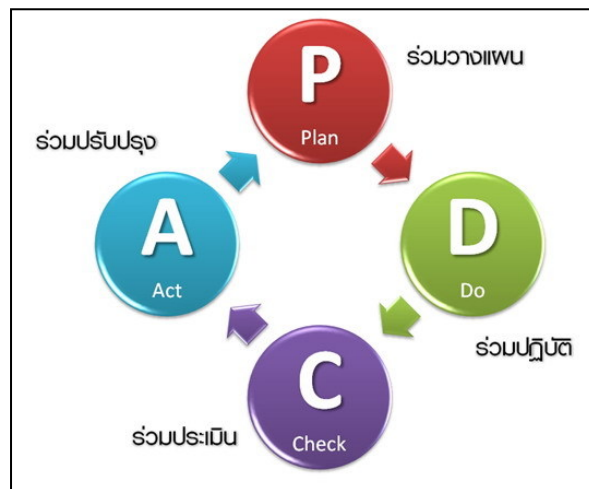 P
Plan
ร่วมวางแผน
D
Do
ร่วมปฏิบัติ
C
Check
ร่วมประเมิน
A
Act
ร่วมปรับปรุง